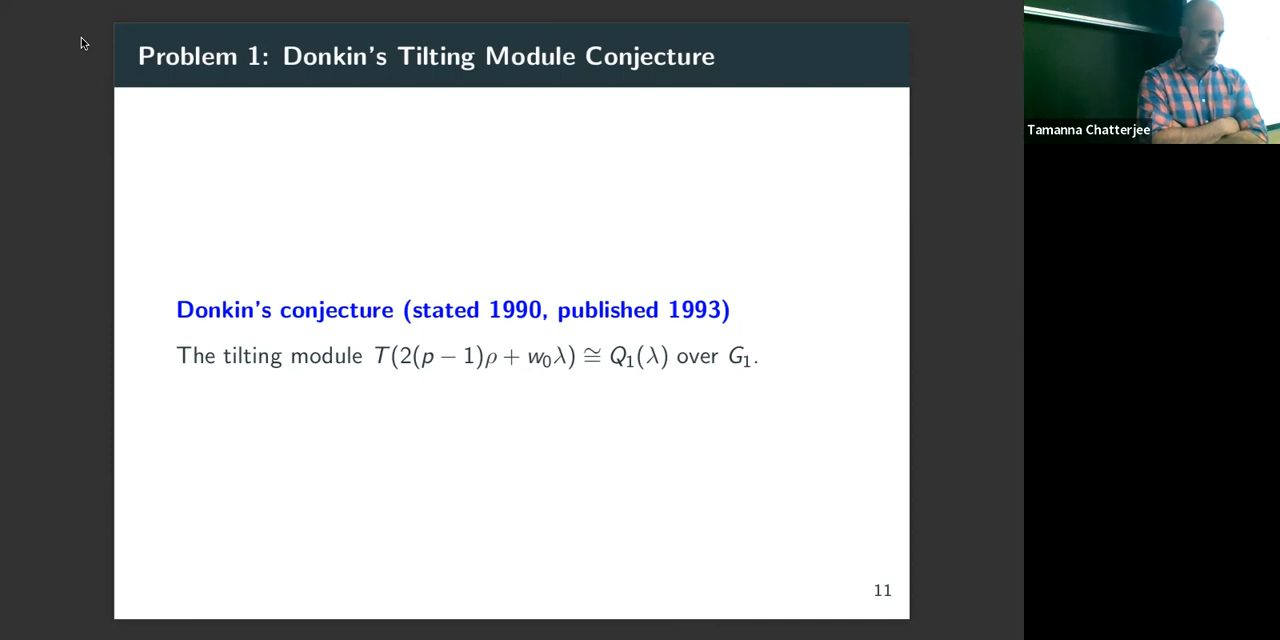 Problem 1: Donkin's Tilting Module Conjecture
Donkin's conjecture (stated 1990, published 1993)
The tilting module T(2(p − 1)ρ + w₀λ) ≅ Q₁(λ) over G₁.
11
Tamanna Chatterjee